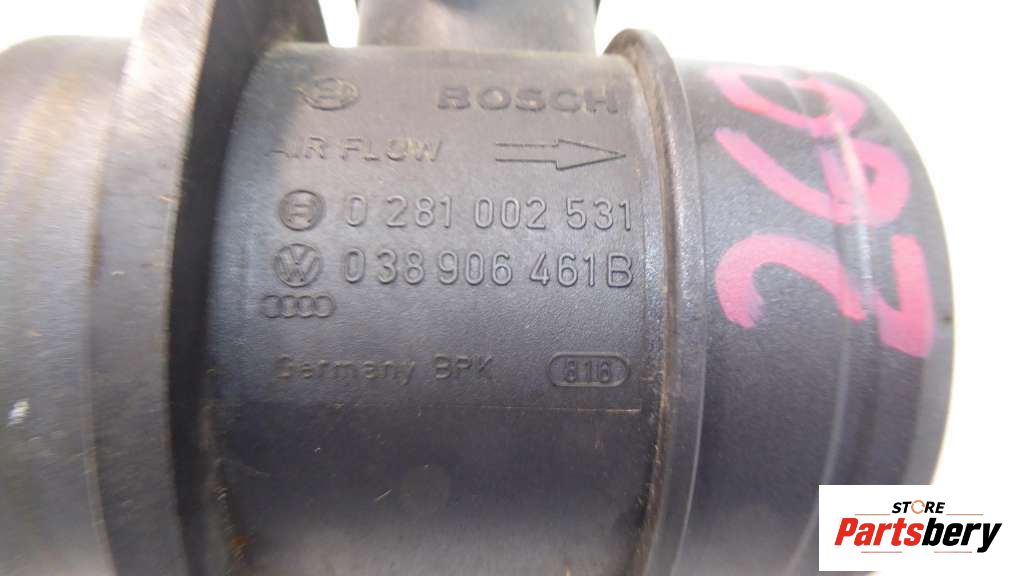 BOSCH
AIR FLOW
0 281 002 531
038 906 461B
Germany BPK 816
STORE
Partsbery